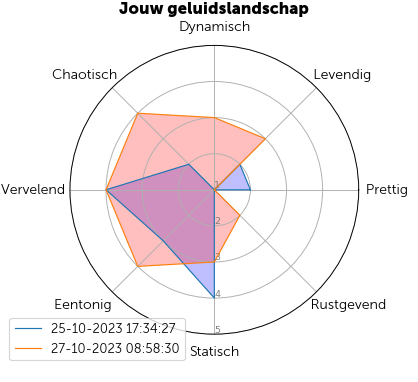 Jouw geluidslandschap
Dynamisch
Chaotisch
Levendig
Vervelend
Prettig
1
2
3
4
5
Eentonig
Rustgevend
Statisch
25-10-2023 17:34:27
27-10-2023 08:58:30